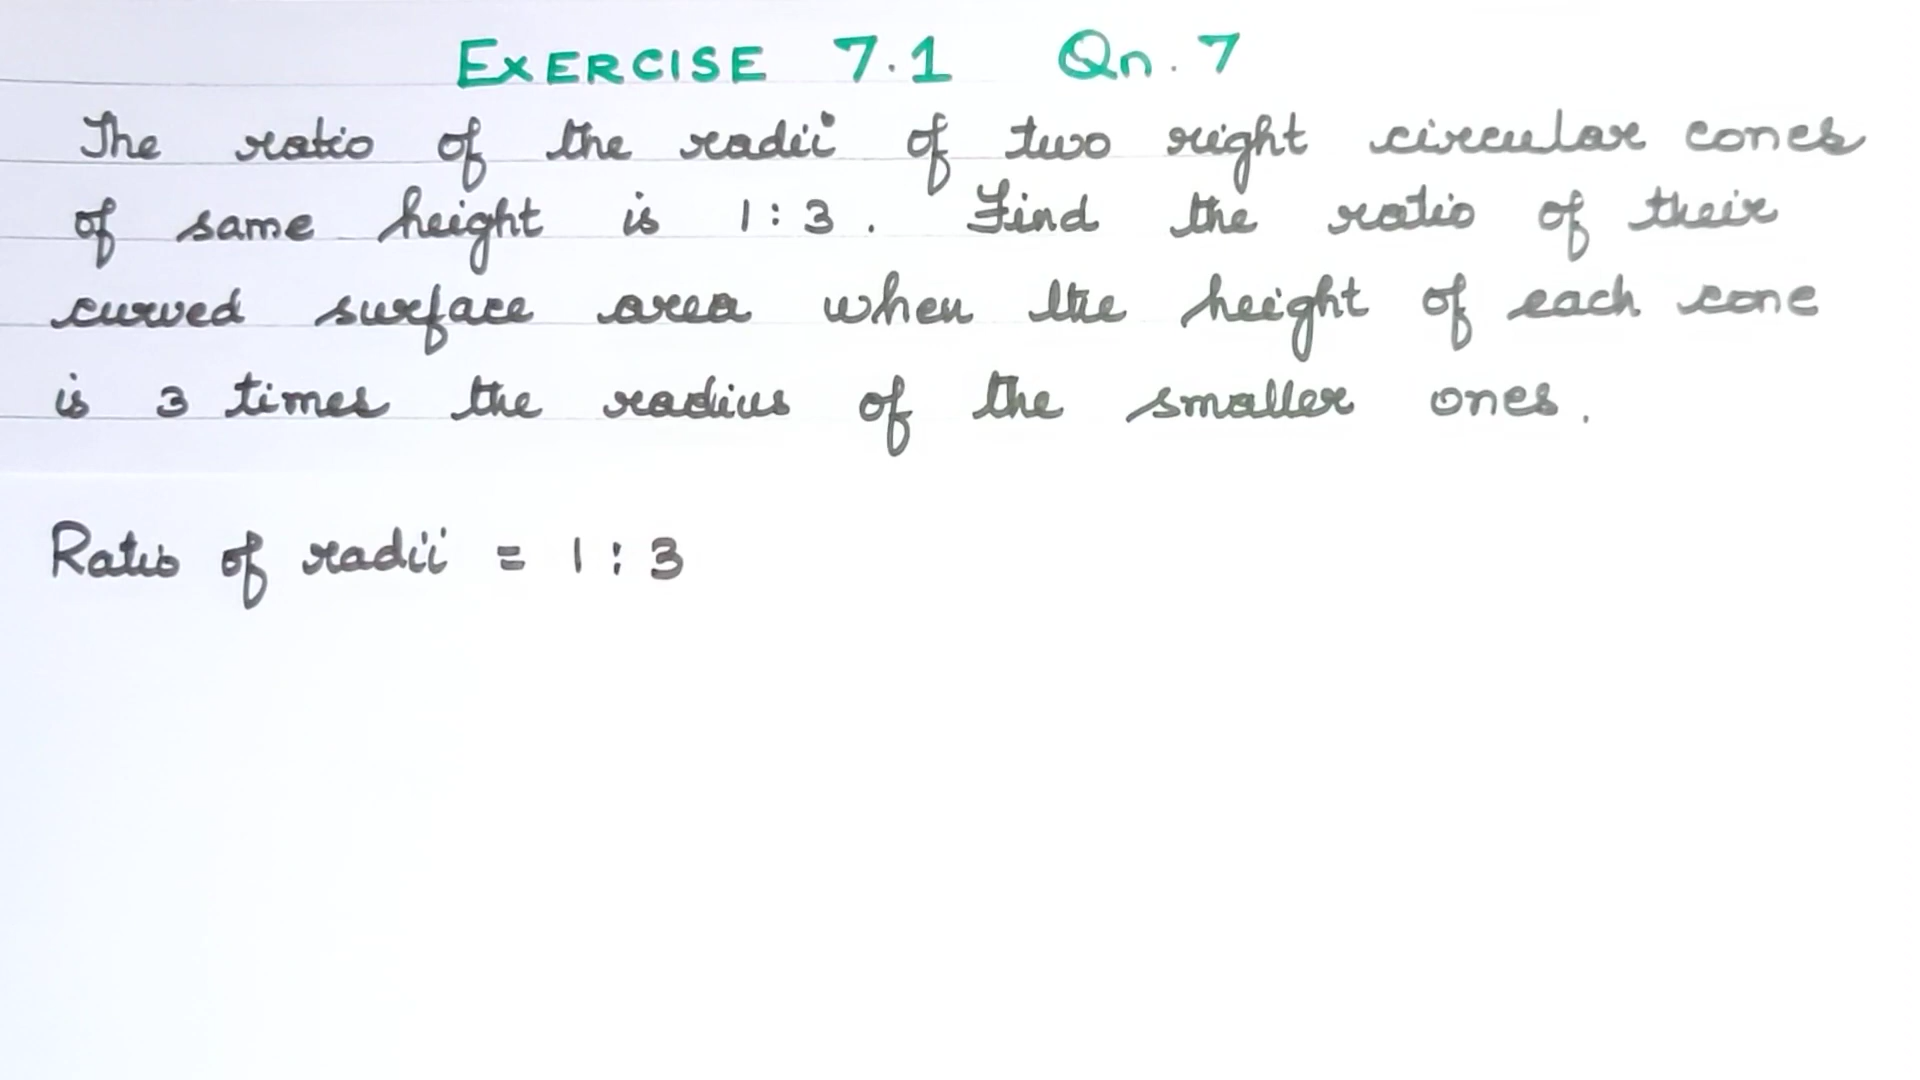 EXERCISE 7.1 Qn. 7
The ratio of the radii of two right circular cones
of same height is 1 : 3 . Find the ratio of their
curved surface area when the height of each cone
is 3 times the radius of the smaller ones.
Ratio of radii = 1 : 3